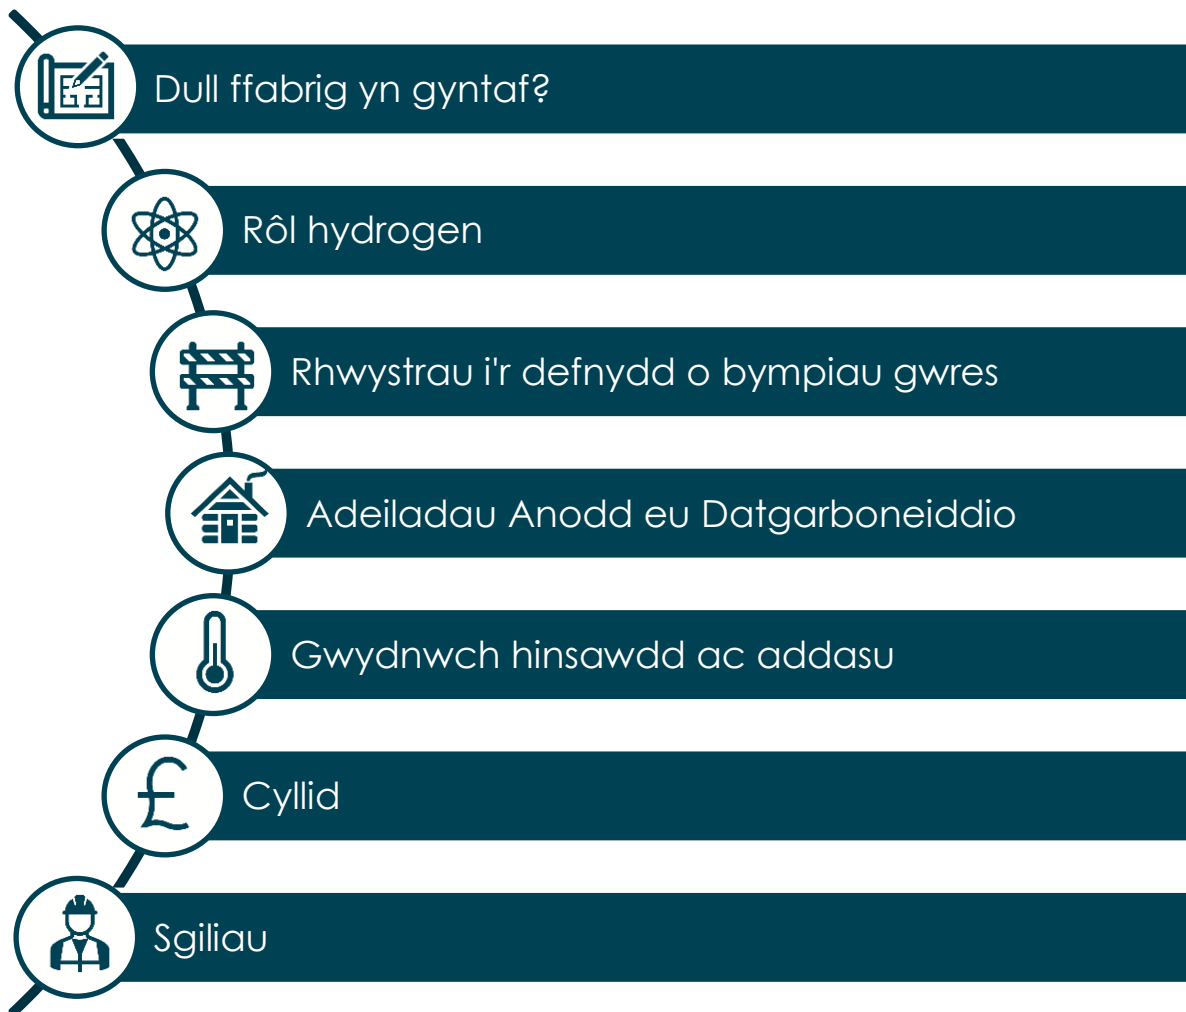 Dull ffabrig yn gyntaf?
Rôl hydrogen
Rhwystrau i'r defnydd o bympiau gwres
Adeiladau Anodd eu Datgarboneiddio
Gwydnwch hinsawdd ac addasu
£
Cyllid
Sgiliau